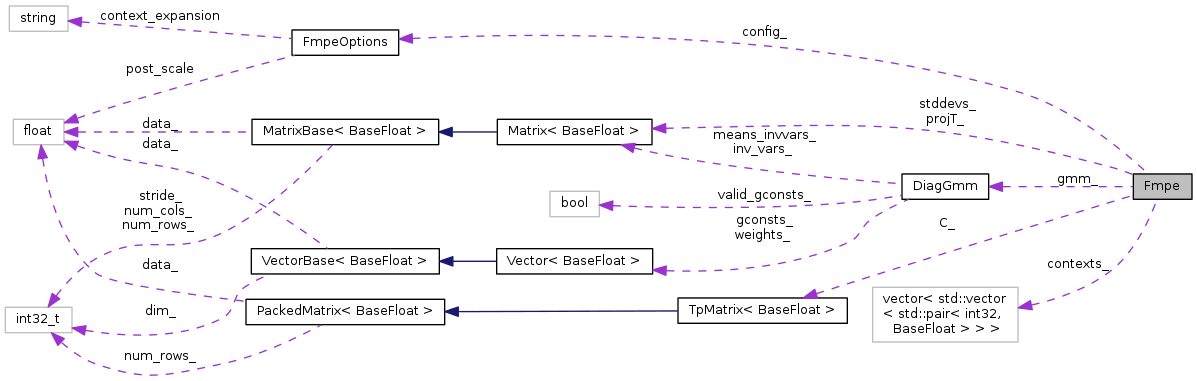 string
context_expansion
FmpeOptions
config_
post_scale
float
data_
data_
MatrixBase< BaseFloat >
Matrix< BaseFloat >
stddevs_
projT_
means_invvars_
inv_vars_
DiagGmm
gmm_
Fmpe
bool
valid_gconsts_
stride_
num_cols_
num_rows_
gconsts_
weights_
C_
VectorBase< BaseFloat >
Vector< BaseFloat >
contexts_
data_
int32_t
dim_
PackedMatrix< BaseFloat >
TpMatrix< BaseFloat >
vector< std::vector
< std::pair< int32,
BaseFloat > > >
num_rows_